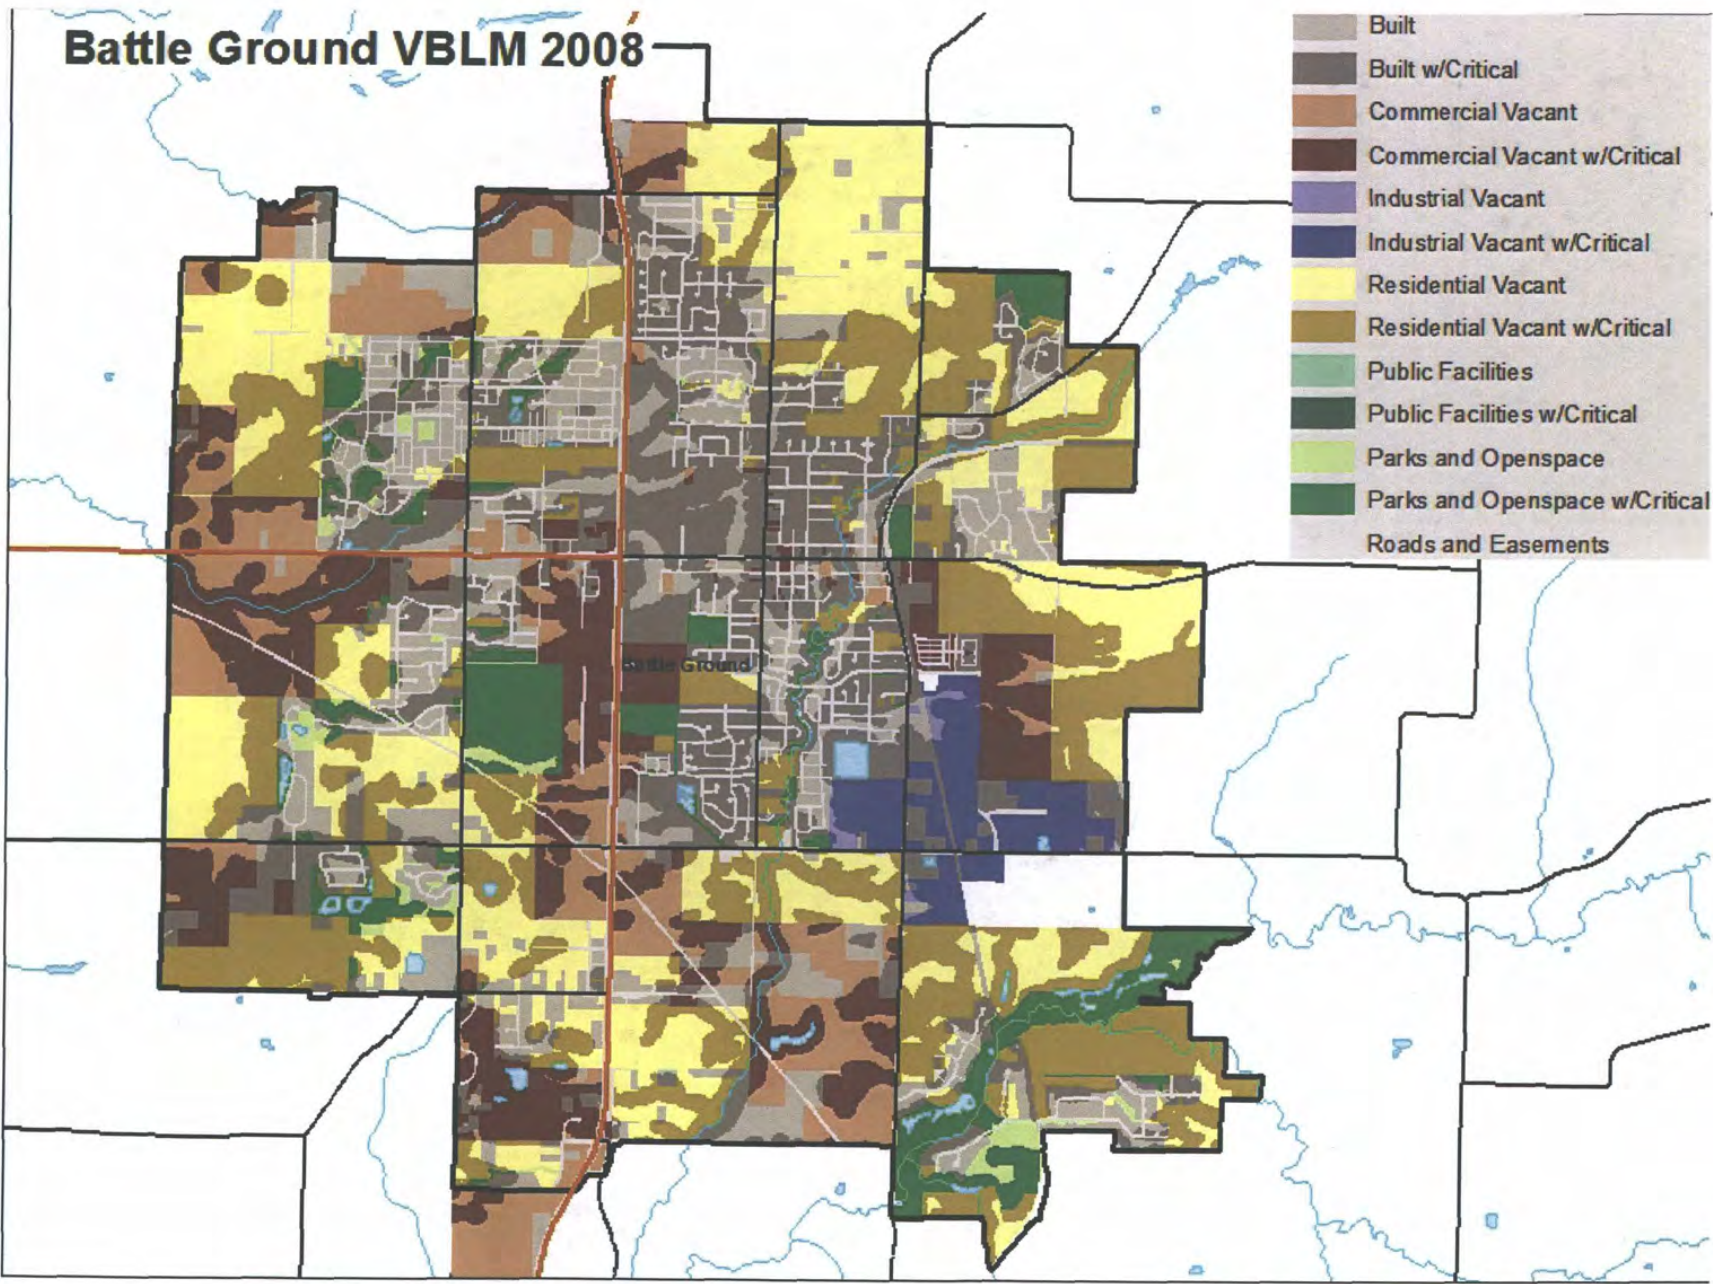 Battle Ground VBLM 2008
Built
Built w/Critical
Commercial Vacant
Commercial Vacant w/Critical
Industrial Vacant
Industrial Vacant w/Critical
Residential Vacant
Residential Vacant w/Critical
Public Facilities
Public Facilities w/Critical
Parks and Openspace
Parks and Openspace w/Critical
Roads and Easements
Battle Ground